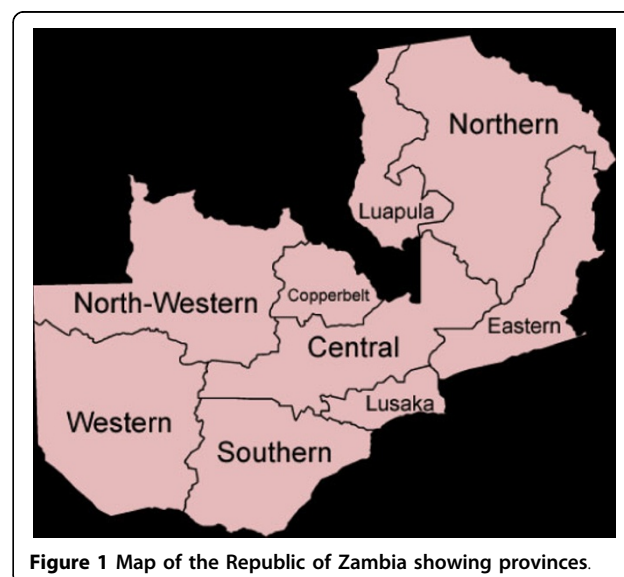 Northern
Luapula
North-Western
Copperbelt
Central
Eastern
Lusaka
Western
Southern
Figure 1 Map of the Republic of Zambia showing provinces.